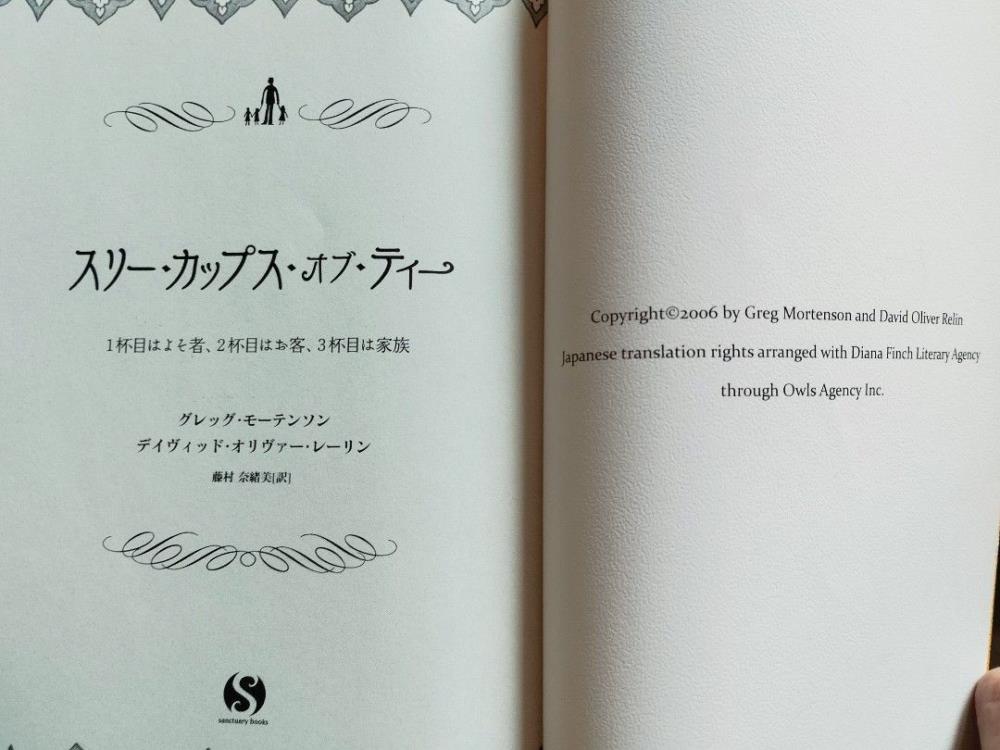 スリー・カップス・オブ・ティー
1杯目はよそ者、2杯目はお客、3杯目は家族
グレッグ・モーテンソン
デイヴィッド・オリヴァー・レーリン
藤村 奈緒美[訳]
sanctuary books
Copyright©2006 by Greg Mortenson and David Oliver Relin
Japanese translation rights arranged with Diana Finch Literary Agency
through Owls Agency Inc.